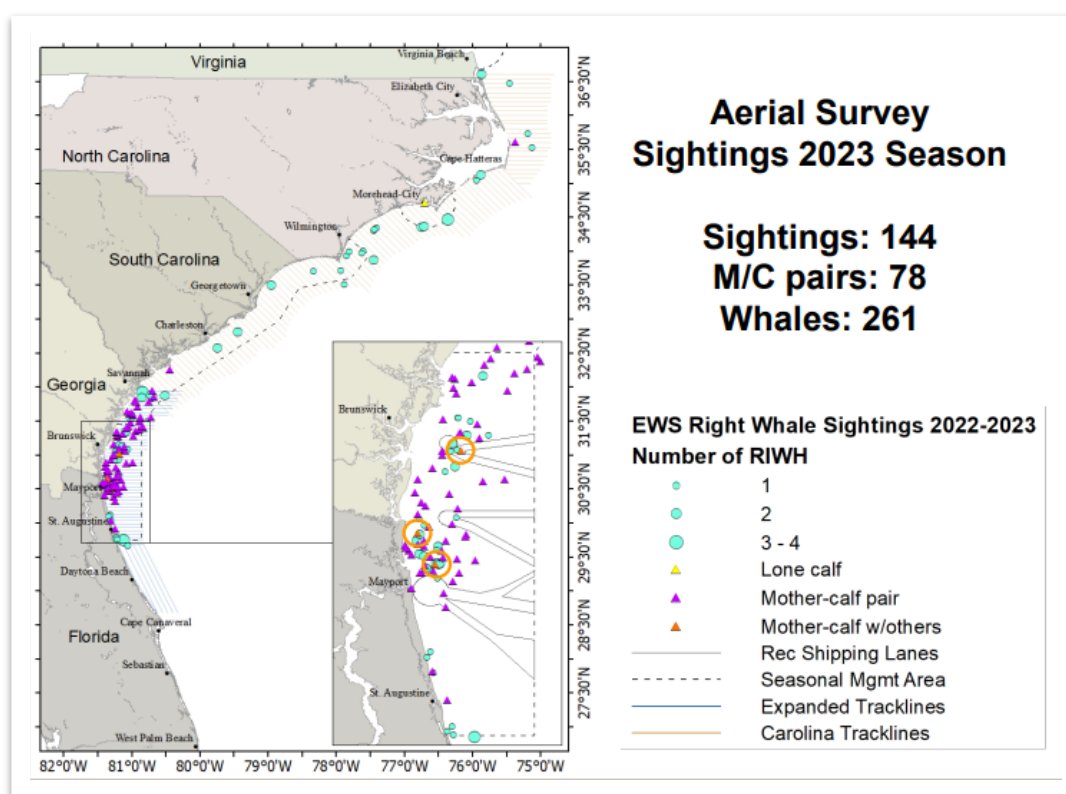 Virginia
Virginia Beach
Elizabeth City
North Carolina
Cape Hatteras
Morehead-City
Wilmington
South Carolina
Georgetown
Charleston
Savannah
Georgia
Brunswick
Mayport
St. Augustine
Daytona Beach
Cape Canaveral
Florida
Sebastian
West Palm Beach
Brunswick
Mayport
St. Augustine
36°30'N
35°30'N
34°30'N
33°30'N
32°30'N
31°30'N
30°30'N
29°30'N
28°30'N
27°30'N
82°0'W 81°0'W 80°0'W 79°0'W 78°0'W 77°0'W 76°0'W 75°0'W
Aerial Survey
Sightings 2023 Season
Sightings: 144
M/C pairs: 78
Whales: 261
EWS Right Whale Sightings 2022-2023
Number of RIWH
1
2
3 - 4
Lone calf
Mother-calf pair
Mother-calf w/others
Rec Shipping Lanes
Seasonal Mgmt Area
Expanded Tracklines
Carolina Tracklines